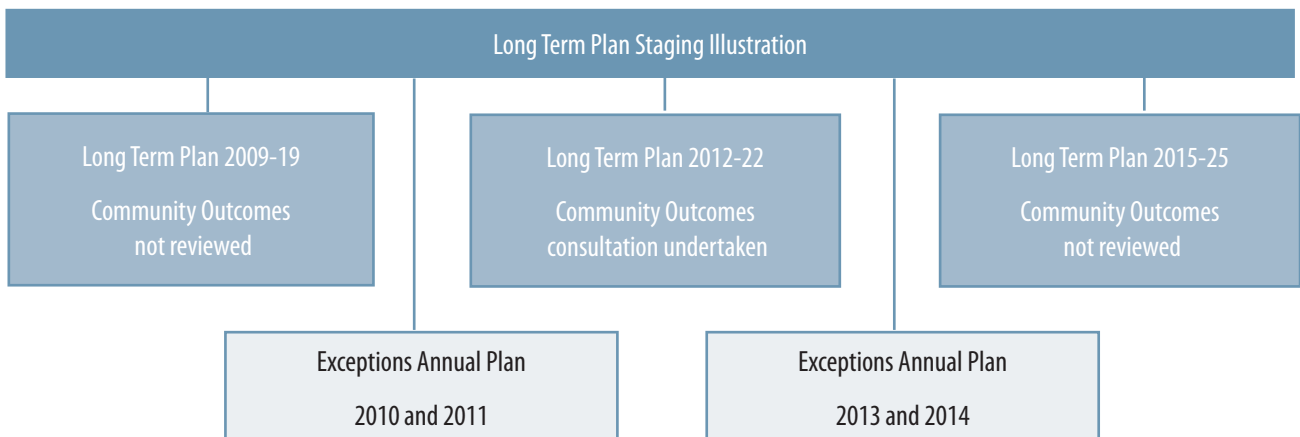 Long Term Plan Staging Illustration
Long Term Plan 2009-19
Community Outcomes
not reviewed
Long Term Plan 2012-22
Community Outcomes
consultation undertaken
Long Term Plan 2015-25
Community Outcomes
not reviewed
Exceptions Annual Plan
2010 and 2011
Exceptions Annual Plan
2013 and 2014